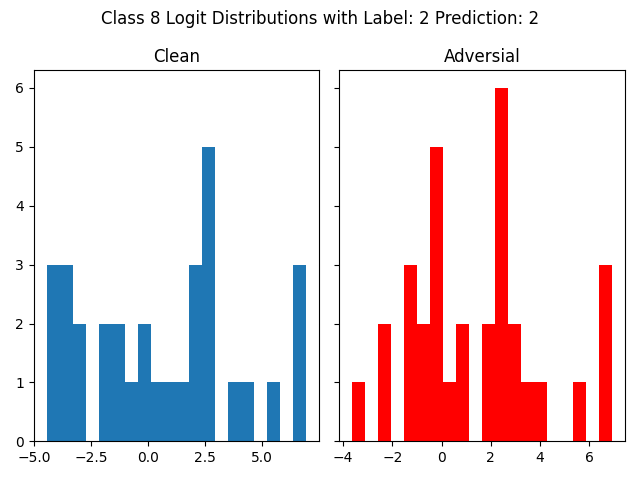 Class 8 Logit Distributions with Label: 2 Prediction: 2
Clean
Adversial
6
5
4
3
2
1
0
−5.0 −2.5 0.0 2.5 5.0
−4 −2 0 2 4 6